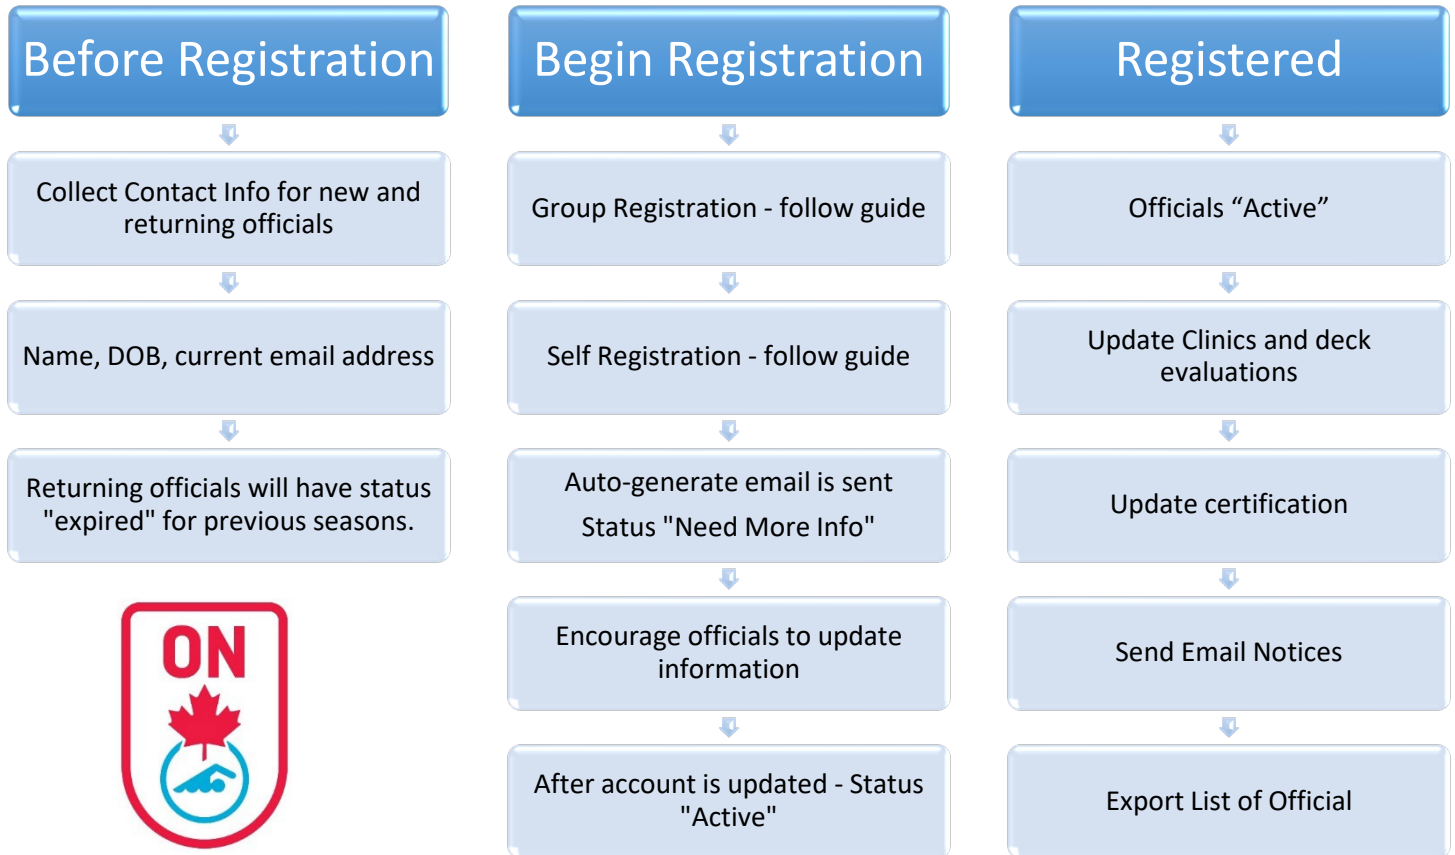 Before Registration
Collect Contact Info for new and
returning officials
Name, DOB, current email address
Returning officials will have status
"expired" for previous seasons.
ON
Begin Registration
Group Registration - follow guide
Self Registration - follow guide
Auto-generate email is sent
Status "Need More Info"
Encourage officials to update
information
After account is updated - Status
"Active"
Registered
Officials “Active”
Update Clinics and deck
evaluations
Update certification
Send Email Notices
Export List of Official